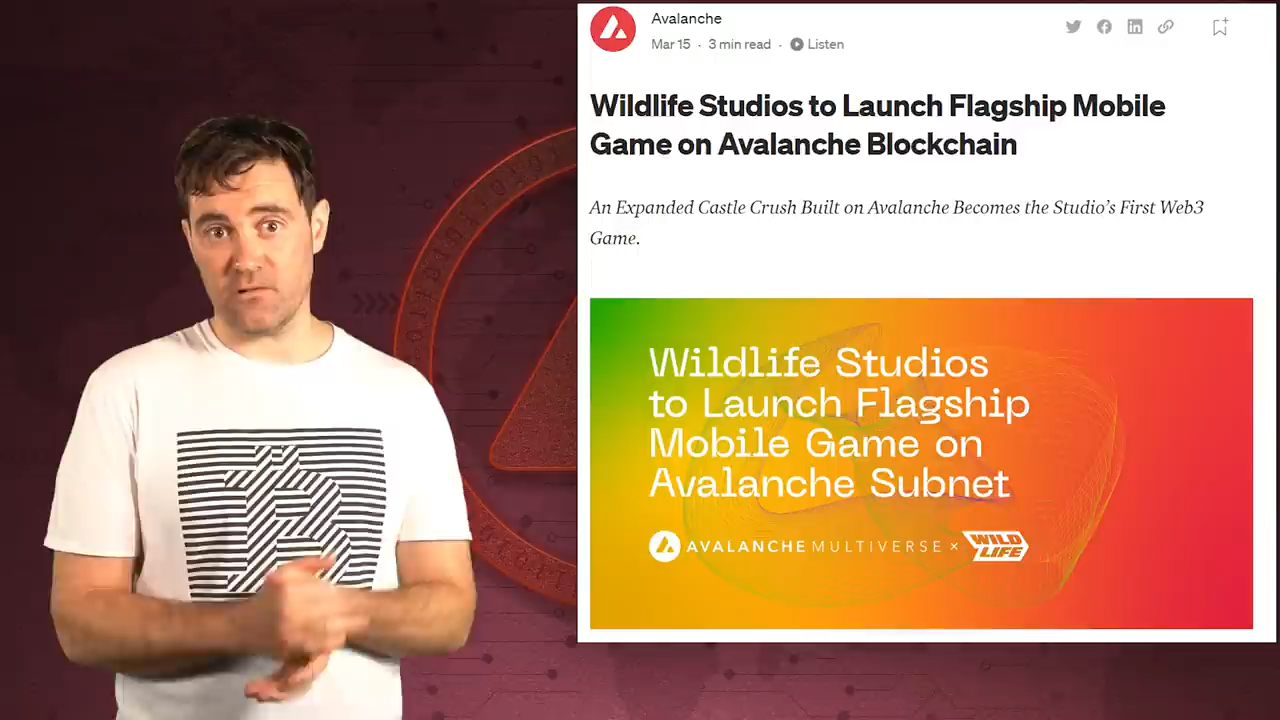 Avalanche
Mar 15 · 3 min read · Listen
Wildlife Studios to Launch Flagship Mobile
Game on Avalanche Blockchain
An Expanded Castle Crush Built on Avalanche Becomes the Studio’s First Web3
Game.
Wildlife Studios
to Launch Flagship
Mobile Game on
Avalanche Subnet
AVALANCHE MULTIVERSE × WILD
LIFE